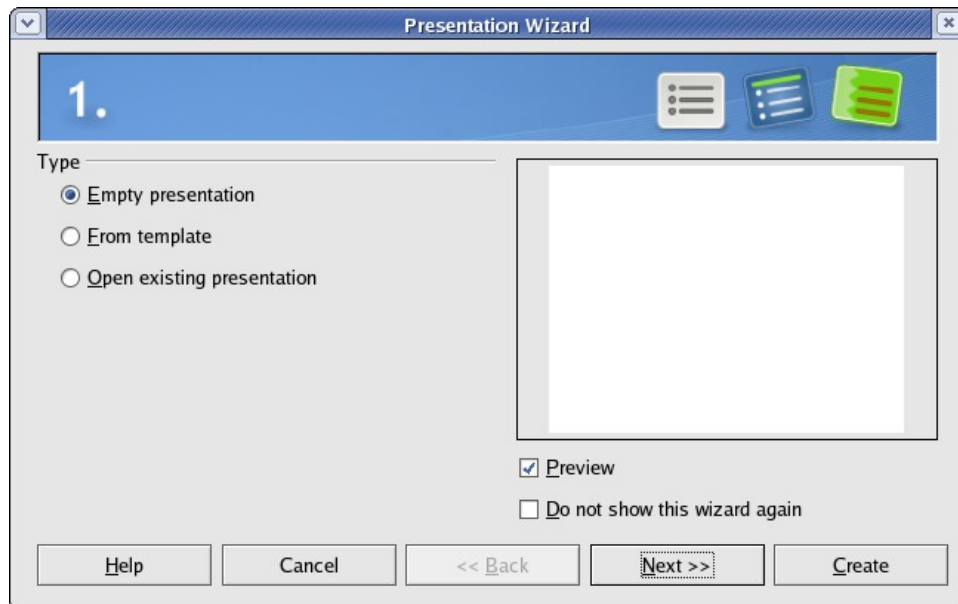 Presentation Wizard
1.
Type
Empty presentation
From template
Open existing presentation
Preview
Do not show this wizard again
Help Cancel << Back Next >> Create